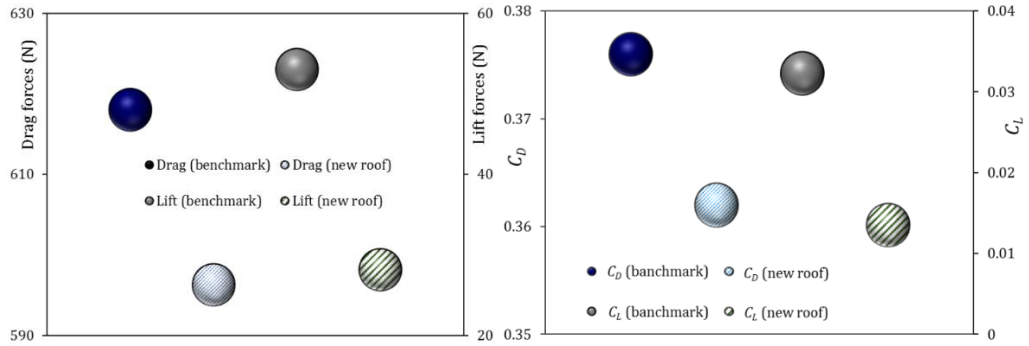 630
610
590
Drag forces (N)
Drag (benchmark) Drag (new roof)
Lift (benchmark) Lift (new roof)
60
40
20
Lift forces (N)
0.38
0.37
0.36
0.35
C_D
C_D (banchmark) C_D (new roof)
C_L (banchmark) C_L (new roof)
0.04
0.03
0.02
0.01
0
C_L